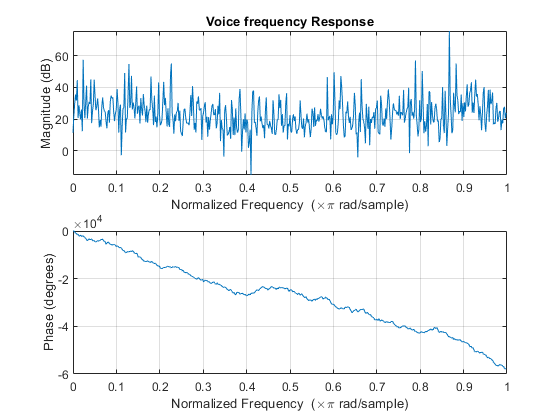 Voice frequency Response
Magnitude (dB)
60
40
20
0
0 0.1 0.2 0.3 0.4 0.5 0.6 0.7 0.8 0.9 1
Normalized Frequency (×π rad/sample)
×10⁴
Phase (degrees)
0
-2
-4
-6
0 0.1 0.2 0.3 0.4 0.5 0.6 0.7 0.8 0.9 1
Normalized Frequency (×π rad/sample)